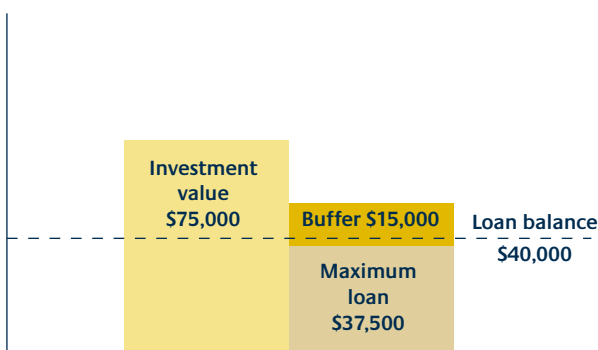 Investment
value
$75,000
Buffer $15,000
Loan balance
$40,000
Maximum
loan
$37,500